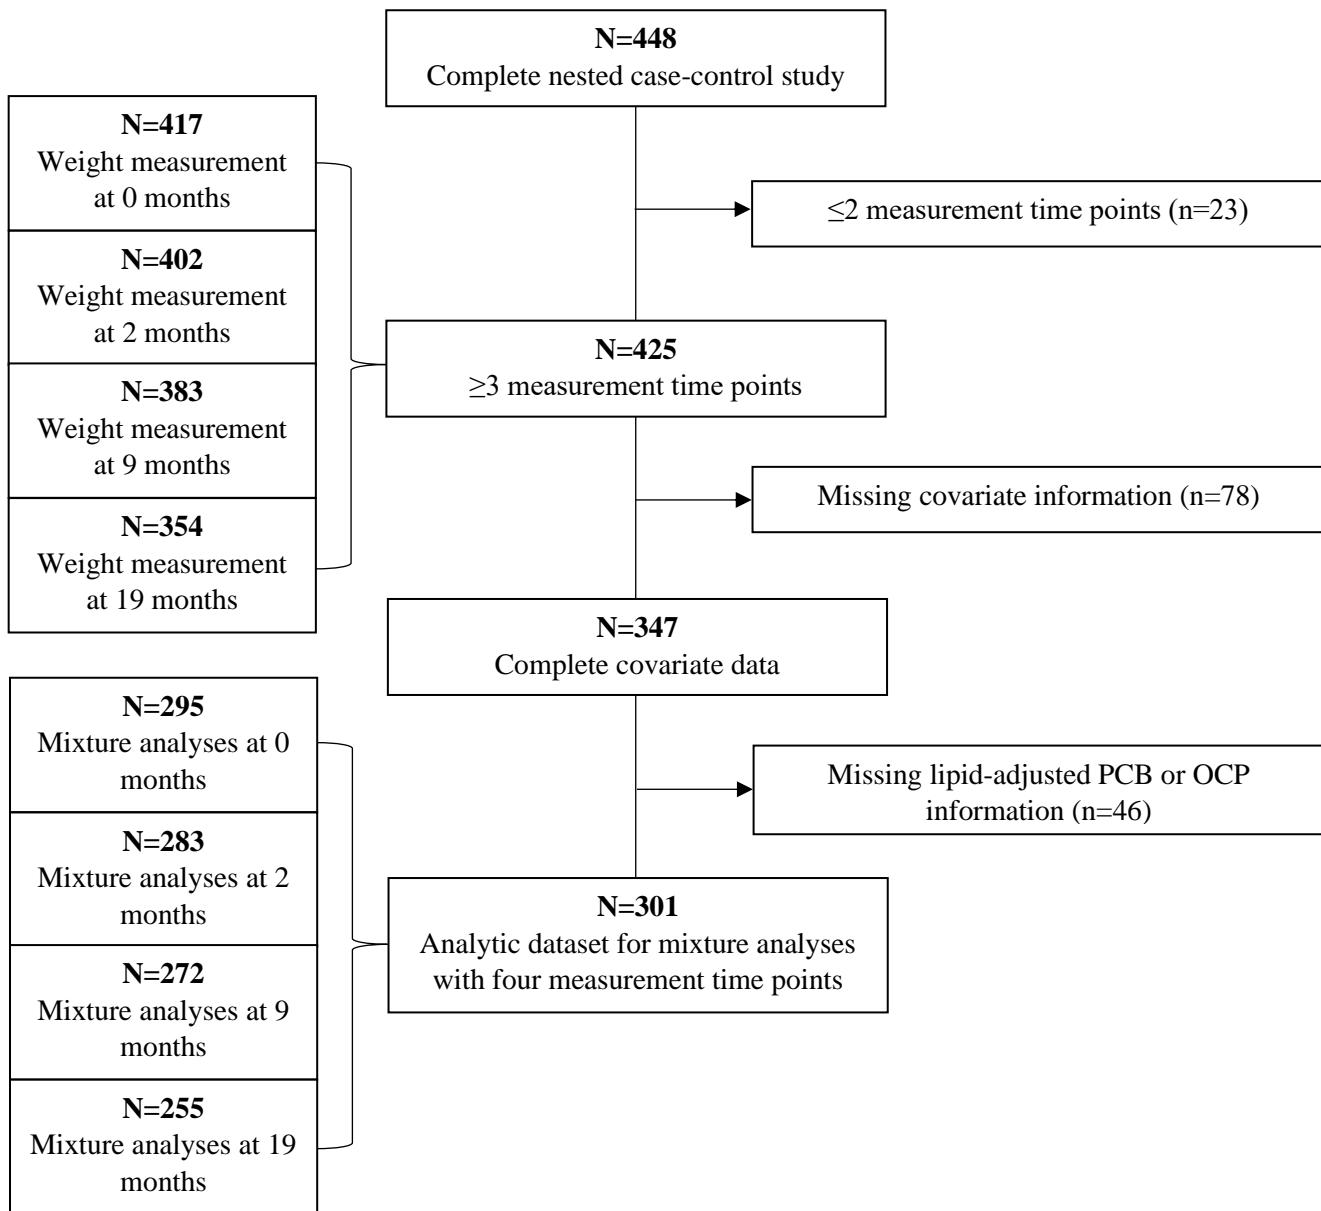 N=448
Complete nested case-control study
N=417
Weight measurement
at 0 months
≤2 measurement time points (n=23)
N=402
Weight measurement
at 2 months
N=425
≥3 measurement time points
N=383
Weight measurement
at 9 months
Missing covariate information (n=78)
N=354
Weight measurement
at 19 months
N=347
Complete covariate data
N=295
Mixture analyses at 0
months
Missing lipid-adjusted PCB or OCP
information (n=46)
N=283
Mixture analyses at 2
months
N=301
Analytic dataset for mixture analyses
with four measurement time points
N=272
Mixture analyses at 9
months
N=255
Mixture analyses at 19
months